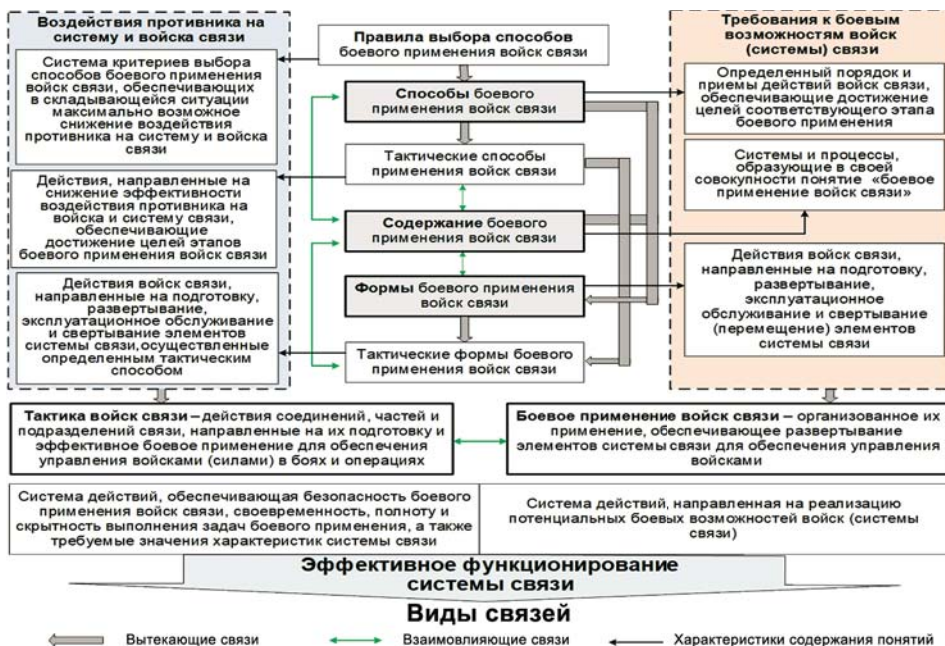 Воздействия противника на
систему и войска связи
Система критериев выбора
способов боевого применения
войск связи, обеспечивающих
в складывающейся ситуации
максимально возможное
снижение воздействия
противника на систему и войска
связи
Действия, направленные на
снижение эффективности
воздействия противника на
войска и систему связи,
обеспечивающие
достижение целей этапов
боевого применения войск связи
Действия войск связи,
направленные на подготовку,
развертывание,
эксплуатационное обслуживание
и свертывание элементов
системы связи, осуществленные
определенным тактическим
способом
Правила выбора способов
боевого применения войск связи
Способы боевого
применения войск связи
Тактические способы
применения войск связи
Содержание боевого
применения войск связи
Формы боевого применения
войск связи
Тактические формы боевого
применения войск связи
Требования к боевым
возможностям войск
(системы) связи
Определенный порядок и
приемы действий войск связи,
обеспечивающие достижение
целей соответствующего этапа
боевого применения
Системы и процессы,
образующие в своей
совокупности понятие «боевое
применение войск связи»
Действия войск связи,
направленные на подготовку,
развертывание,
эксплуатационное
обслуживание и свертывание
(перемещение) элементов
системы связи
Тактика войск связи – действия соединений, частей и
подразделений связи, направленные на их подготовку и
эффективное боевое применение для обеспечения
управления войсками (силами) в боях и операциях
Боевое применение войск связи – организованное их
применение, обеспечивающее развертывание
элементов системы связи для обеспечения управления
войсками
Система действий, обеспечивающая безопасность боевого
применения войск связи, своевременность, полноту и
скрытность выполнения задач боевого применения, а также
требуемые значения характеристик системы связи
Система действий, направленная на реализацию
потенциальных боевых возможностей войск (системы
связи)
Эффективное функционирование
системы связи
Виды связей
Вытекающие связи
Взаимовлияющие связи
Характеристики содержания понятий